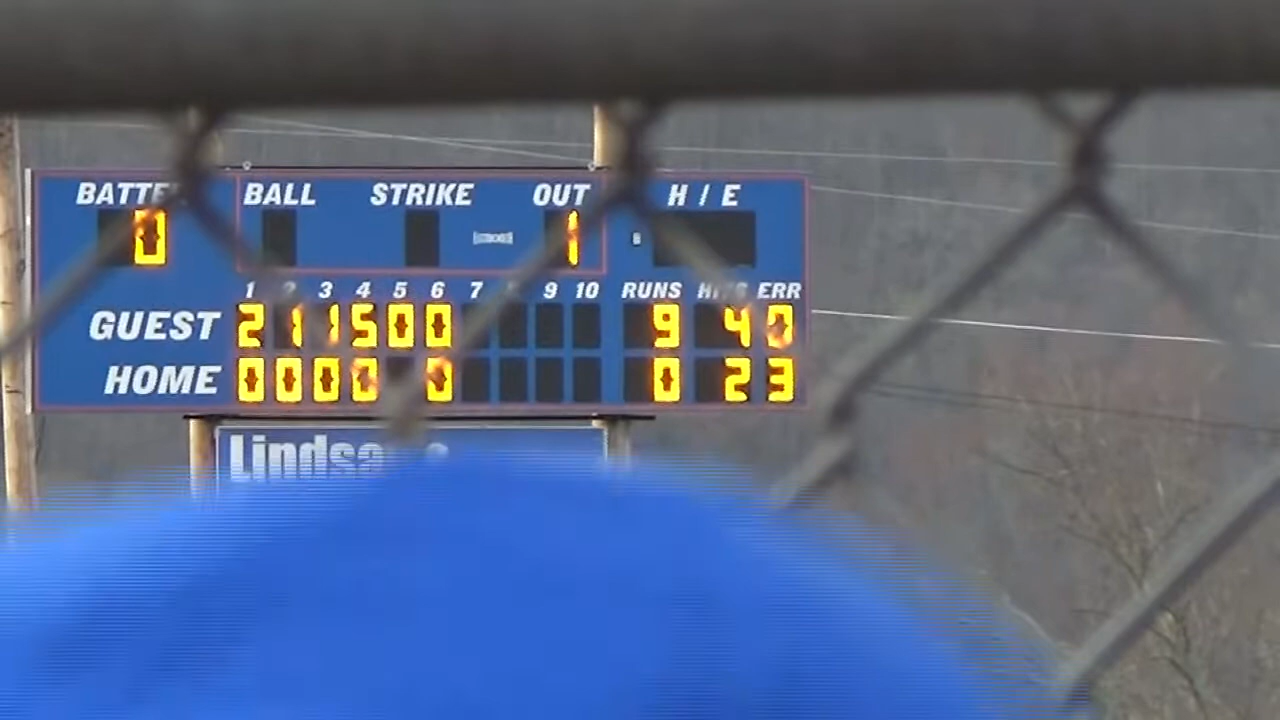 BALL STRIKE OUT H / E
0 1
1 3 4 5 6 7 9 10 RUNS ERR
GUEST 2 1 1 5 0 0 9 4 0
HOME 0 0 0 0 0 0 2 3